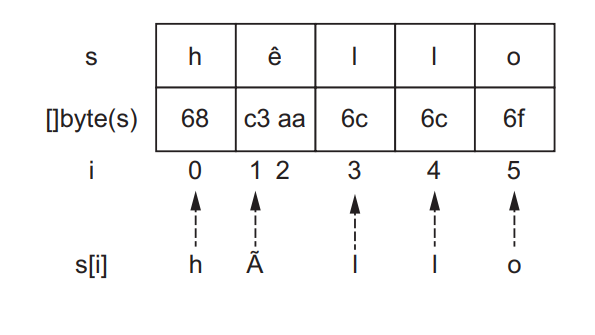 s h ê l l o
[]byte(s) 68 c3 aa 6c 6c 6f
i 0 1 2 3 4 5
s[i] h Ã l l o